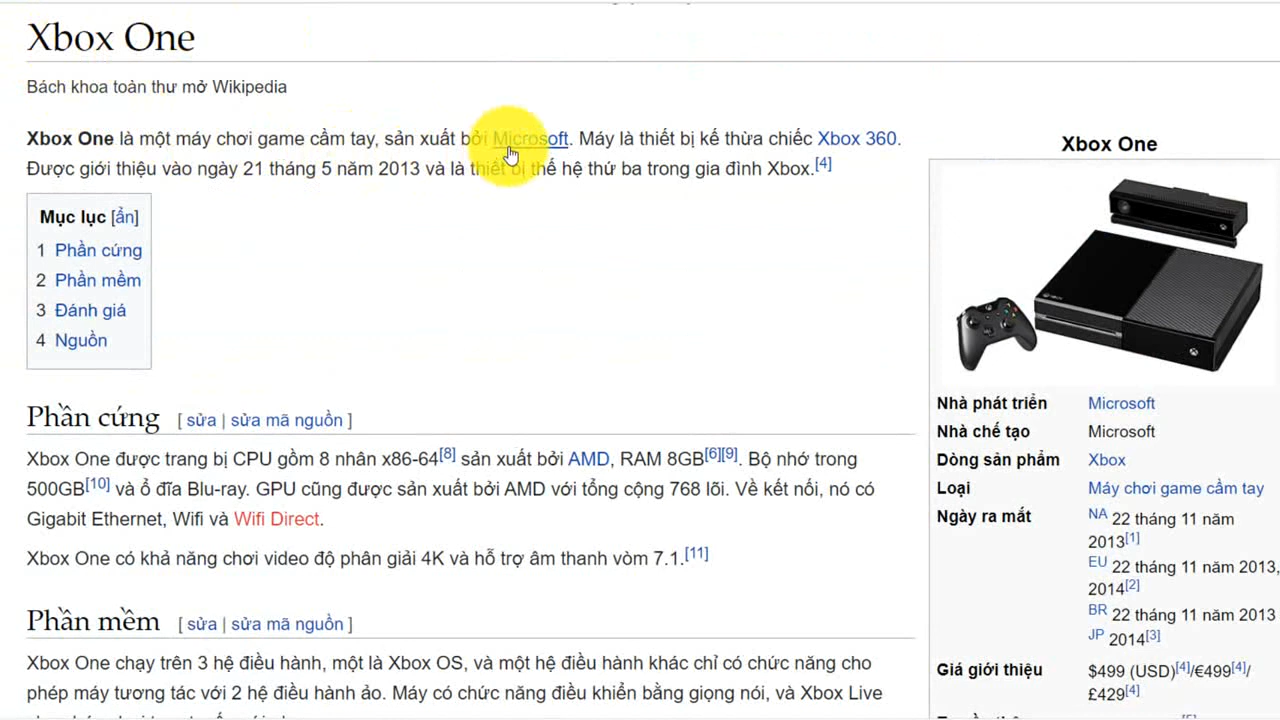 Xbox One
Bách khoa toàn thư mở Wikipedia
Xbox One là một máy chơi game cầm tay, sản xuất bởi Microsoft. Máy là thiết bị kế thừa chiếc Xbox 360.
Được giới thiệu vào ngày 21 tháng 5 năm 2013 và là thiết bị thế hệ thứ ba trong gia đình Xbox.[4]
Mục lục [ẩn]
1 Phần cứng
2 Phần mềm
3 Đánh giá
4 Nguồn
Phần cứng [ sửa | sửa mã nguồn ]
Xbox One được trang bị CPU gồm 8 nhân x86-64[8] sản xuất bởi AMD, RAM 8GB[6][9]. Bộ nhớ trong
500GB[10] và ổ đĩa Blu-ray. GPU cũng được sản xuất bởi AMD với tổng cộng 768 lõi. Về kết nối, nó có
Gigabit Ethernet, Wifi và Wifi Direct.
Xbox One có khả năng chơi video độ phân giải 4K và hỗ trợ âm thanh vòm 7.1.[11]
Phần mềm [ sửa | sửa mã nguồn ]
Xbox One chạy trên 3 hệ điều hành, một là Xbox OS, và một hệ điều hành khác chỉ có chức năng cho
phép máy tương tác với 2 hệ điều hành ảo. Máy có chức năng điều khiển bằng giọng nói, và Xbox Live
Xbox One
Nhà phát triển Microsoft
Nhà chế tạo Microsoft
Dòng sản phẩm Xbox
Loại Máy chơi game cầm tay
Ngày ra mắt NA 22 tháng 11 năm
2013[1]
EU 22 tháng 11 năm 2013,
2014[2]
BR 22 tháng 11 năm 2013
JP 2014[3]
Giá giới thiệu $499 (USD)[4]/€499[4]/
£429[4]